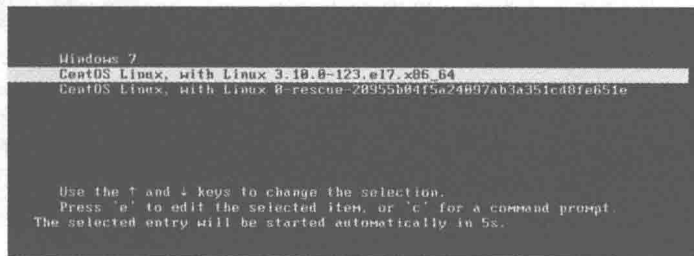 Windows 7
CentOS Linux, with Linux 3.10.0-123.el7.x86_64
CentOS Linux, with Linux 0-rescue-20955b04f5a24097ab3a351cd8fe651e
Use the ↑ and ↓ keys to change the selection.
Press 'e' to edit the selected item, or 'c' for a command prompt.
The selected entry will be started automatically in 5s.